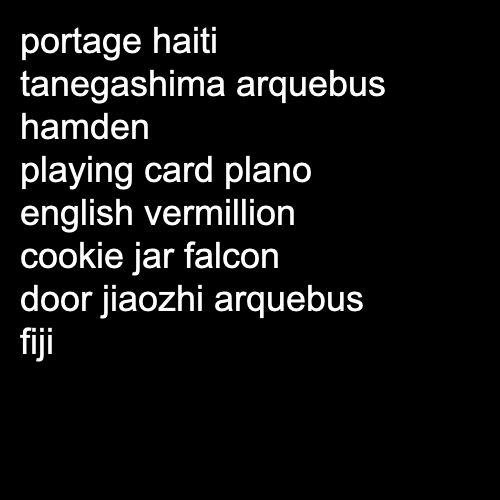 portage haiti
tanegashima arquebus
hamden
playing card plano
english vermillion
cookie jar falcon
door jiaozhi arquebus
fiji